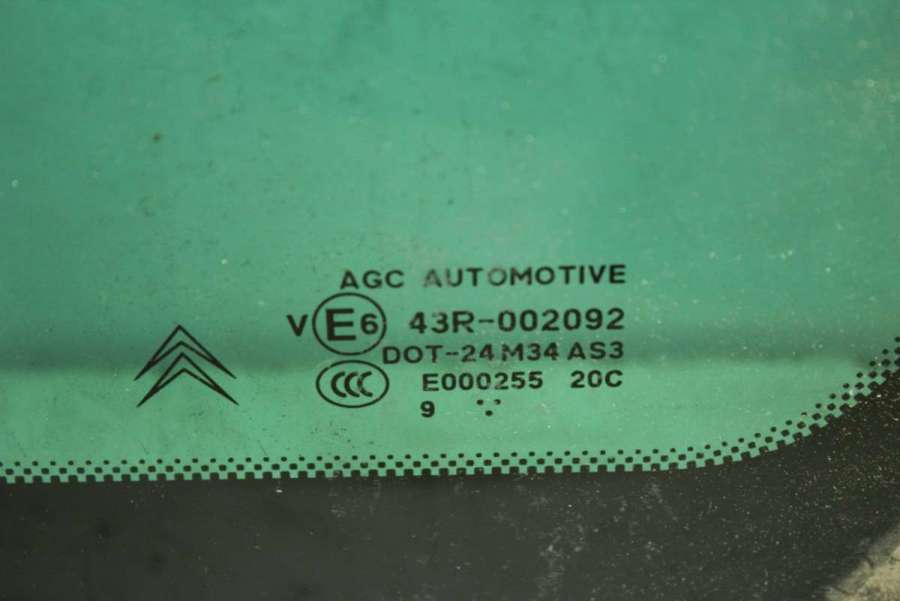 AGC AUTOMOTIVE
V E6 43R-002092
DOT-24 M34 AS3
CCC E000255 20C
9